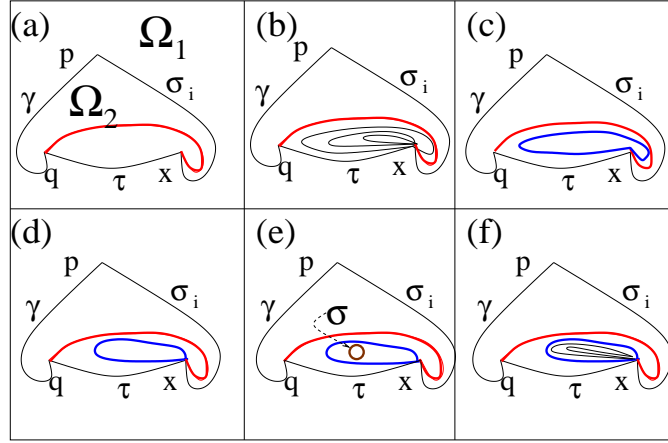 (a) p Ω₁ (b) p (c) p
γ Ω₂ σ i γ σ i γ σ i
q τ x q τ x q τ x
(d) p (e) p (f) p
γ σ i γ σ σ i γ σ i
q τ x q τ x q τ x